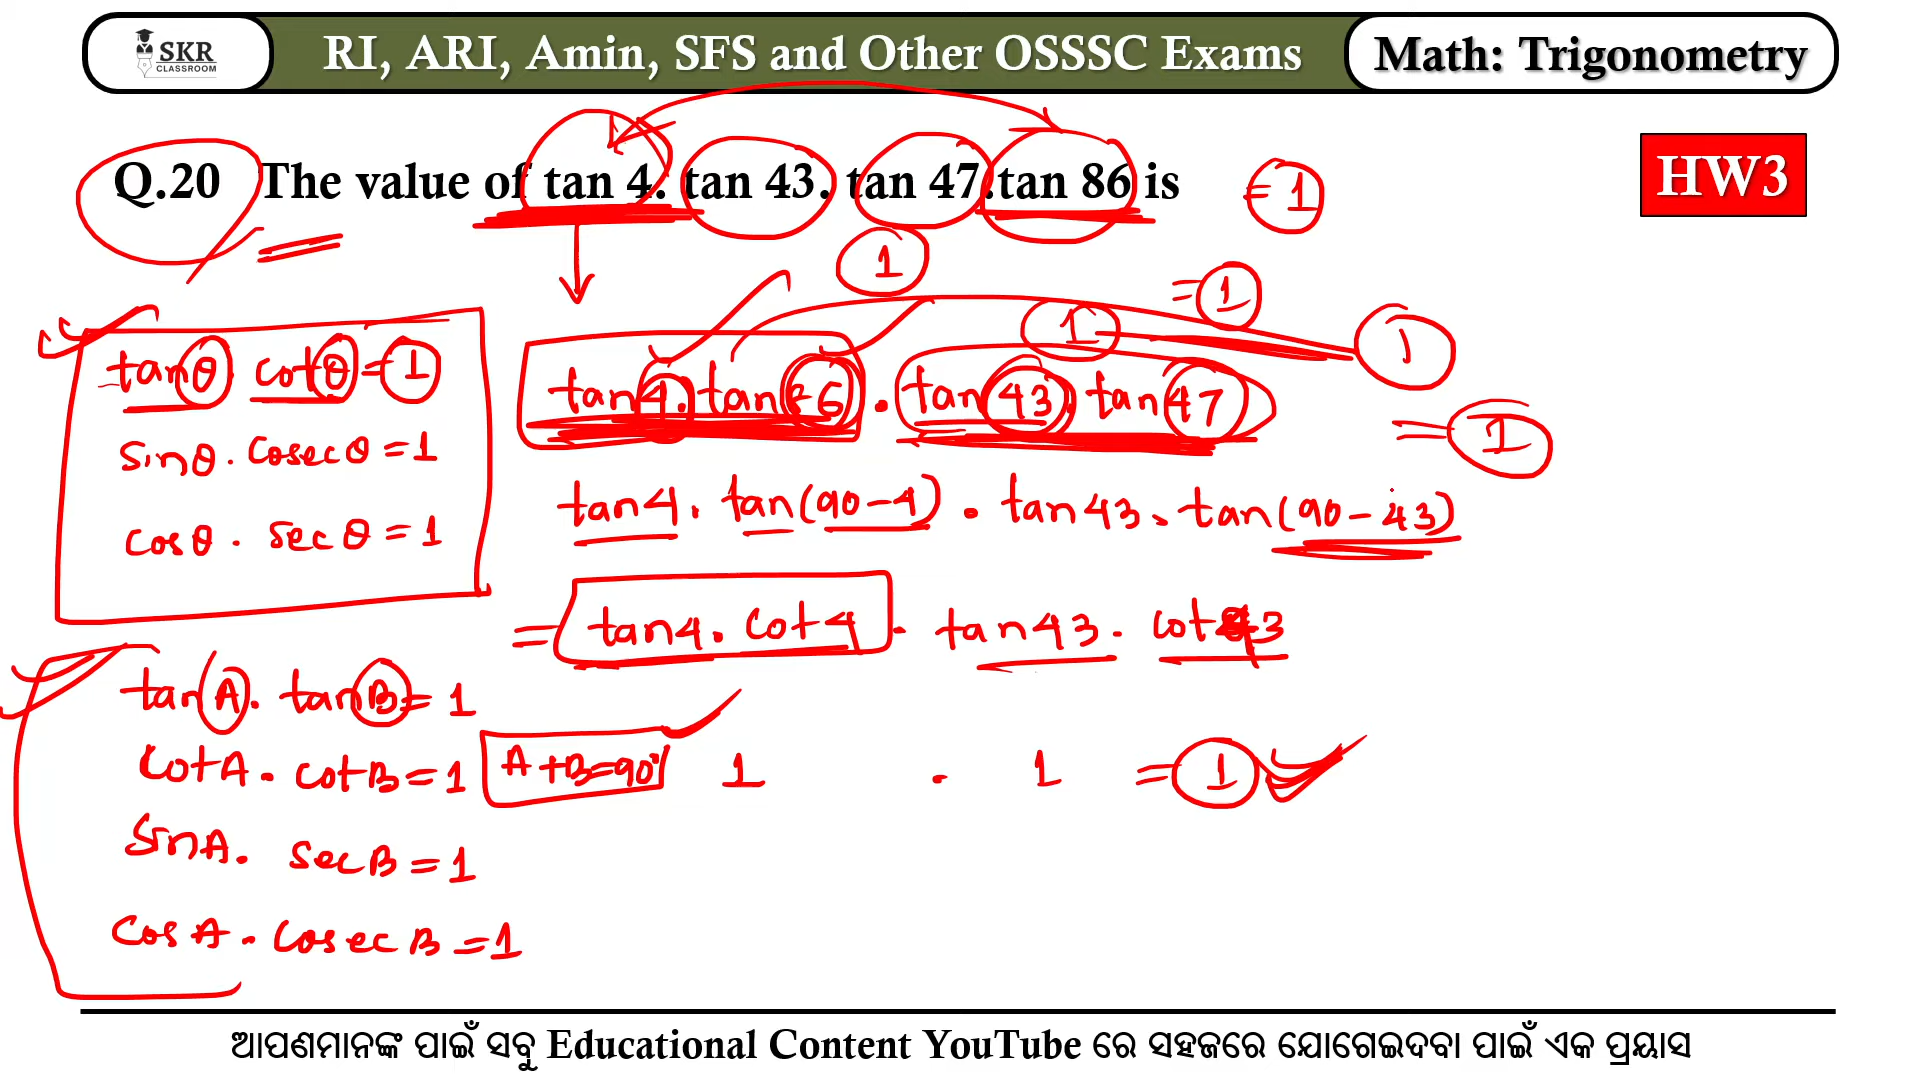 SKR
CLASSROOM
RI, ARI, Amin, SFS and Other OSSSC Exams
Math: Trigonometry
Q.20 The value of tan 4. tan 43. tan 47.tan 86 is = 1
HW3
1
= 1
1
1
tanθ. cotθ = 1
tan4. tan86 . tan43. tan47
= 1
sinθ. cosecθ = 1
tan4. tan(90-4) . tan43. tan(90-43)
cosθ. secθ = 1
= tan4. cot4 . tan43. cot43
tanA. tanB = 1
cotA. cotB = 1 A+B=90° 1 . 1 = 1
sinA. secB = 1
cosA. cosecB = 1
ଆପଣମାନଙ୍କ ପାଇଁ ସବୁ Educational Content YouTube ରେ ସହଜରେ ଯୋଗେଇଦବା ପାଇଁ ଏକ ପ୍ରୟାସ